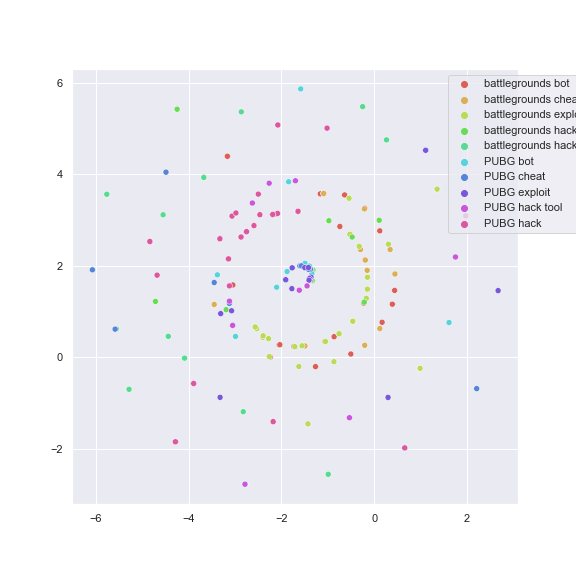 battlegrounds bot
battlegrounds chea
battlegrounds explo
battlegrounds hack
battlegrounds hack
PUBG bot
PUBG cheat
PUBG exploit
PUBG hack tool
PUBG hack
6
4
2
0
−2
−6
−4
−2
0
2